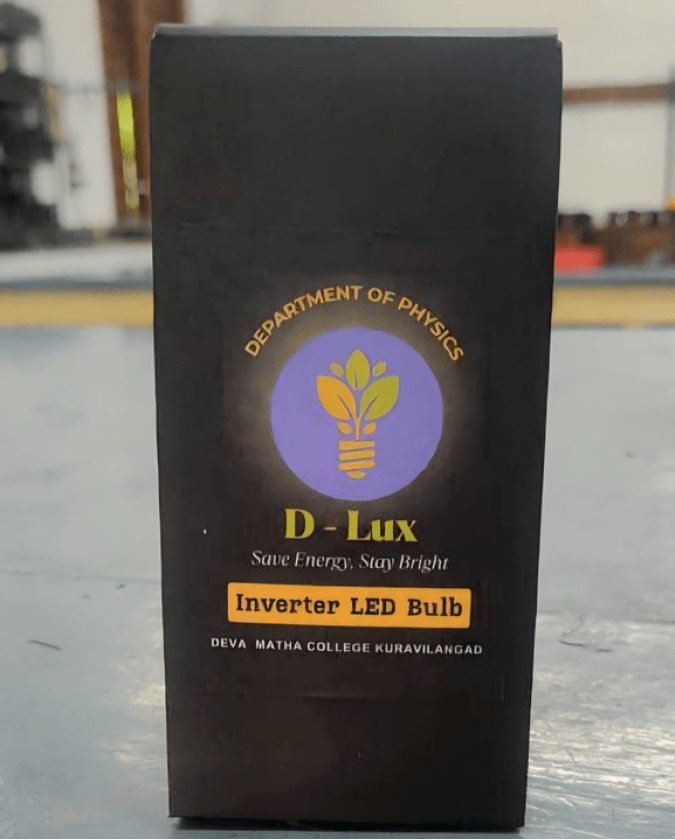 DEPARTMENT OF PHYSICS
D - Lux
Save Energy, Stay Bright
Inverter LED Bulb
DEVA MATHA COLLEGE KURAVILANGAD